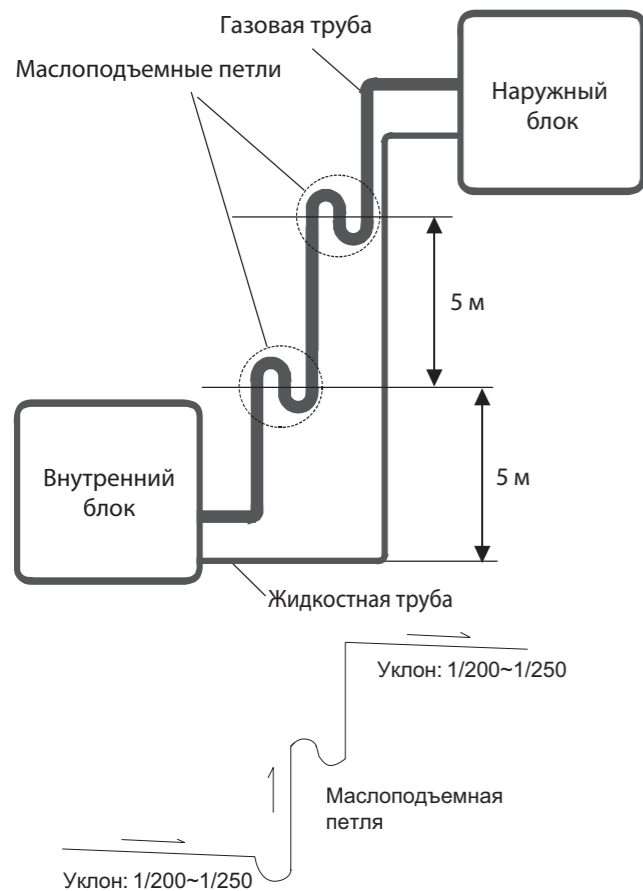 Газовая труба
Маслоподъемные петли
Наружный
блок
5 м
Внутренний
блок
5 м
Жидкостная труба
Уклон: 1/200~1/250
Маслоподъемная
петля
Уклон: 1/200~1/250